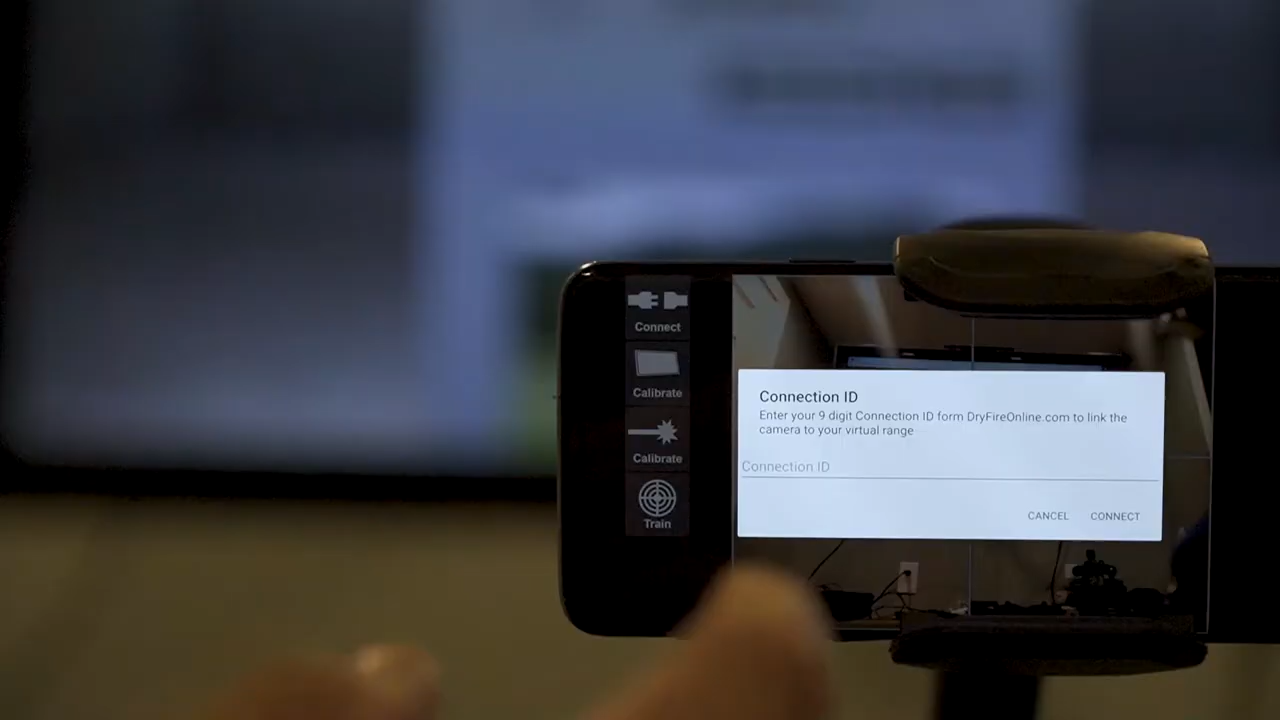 Connect
Calibrate
Calibrate
Train
Connection ID
Enter your 9 digit Connection ID form DryFireOnline.com to link the
camera to your virtual range
Connection ID
CANCEL CONNECT